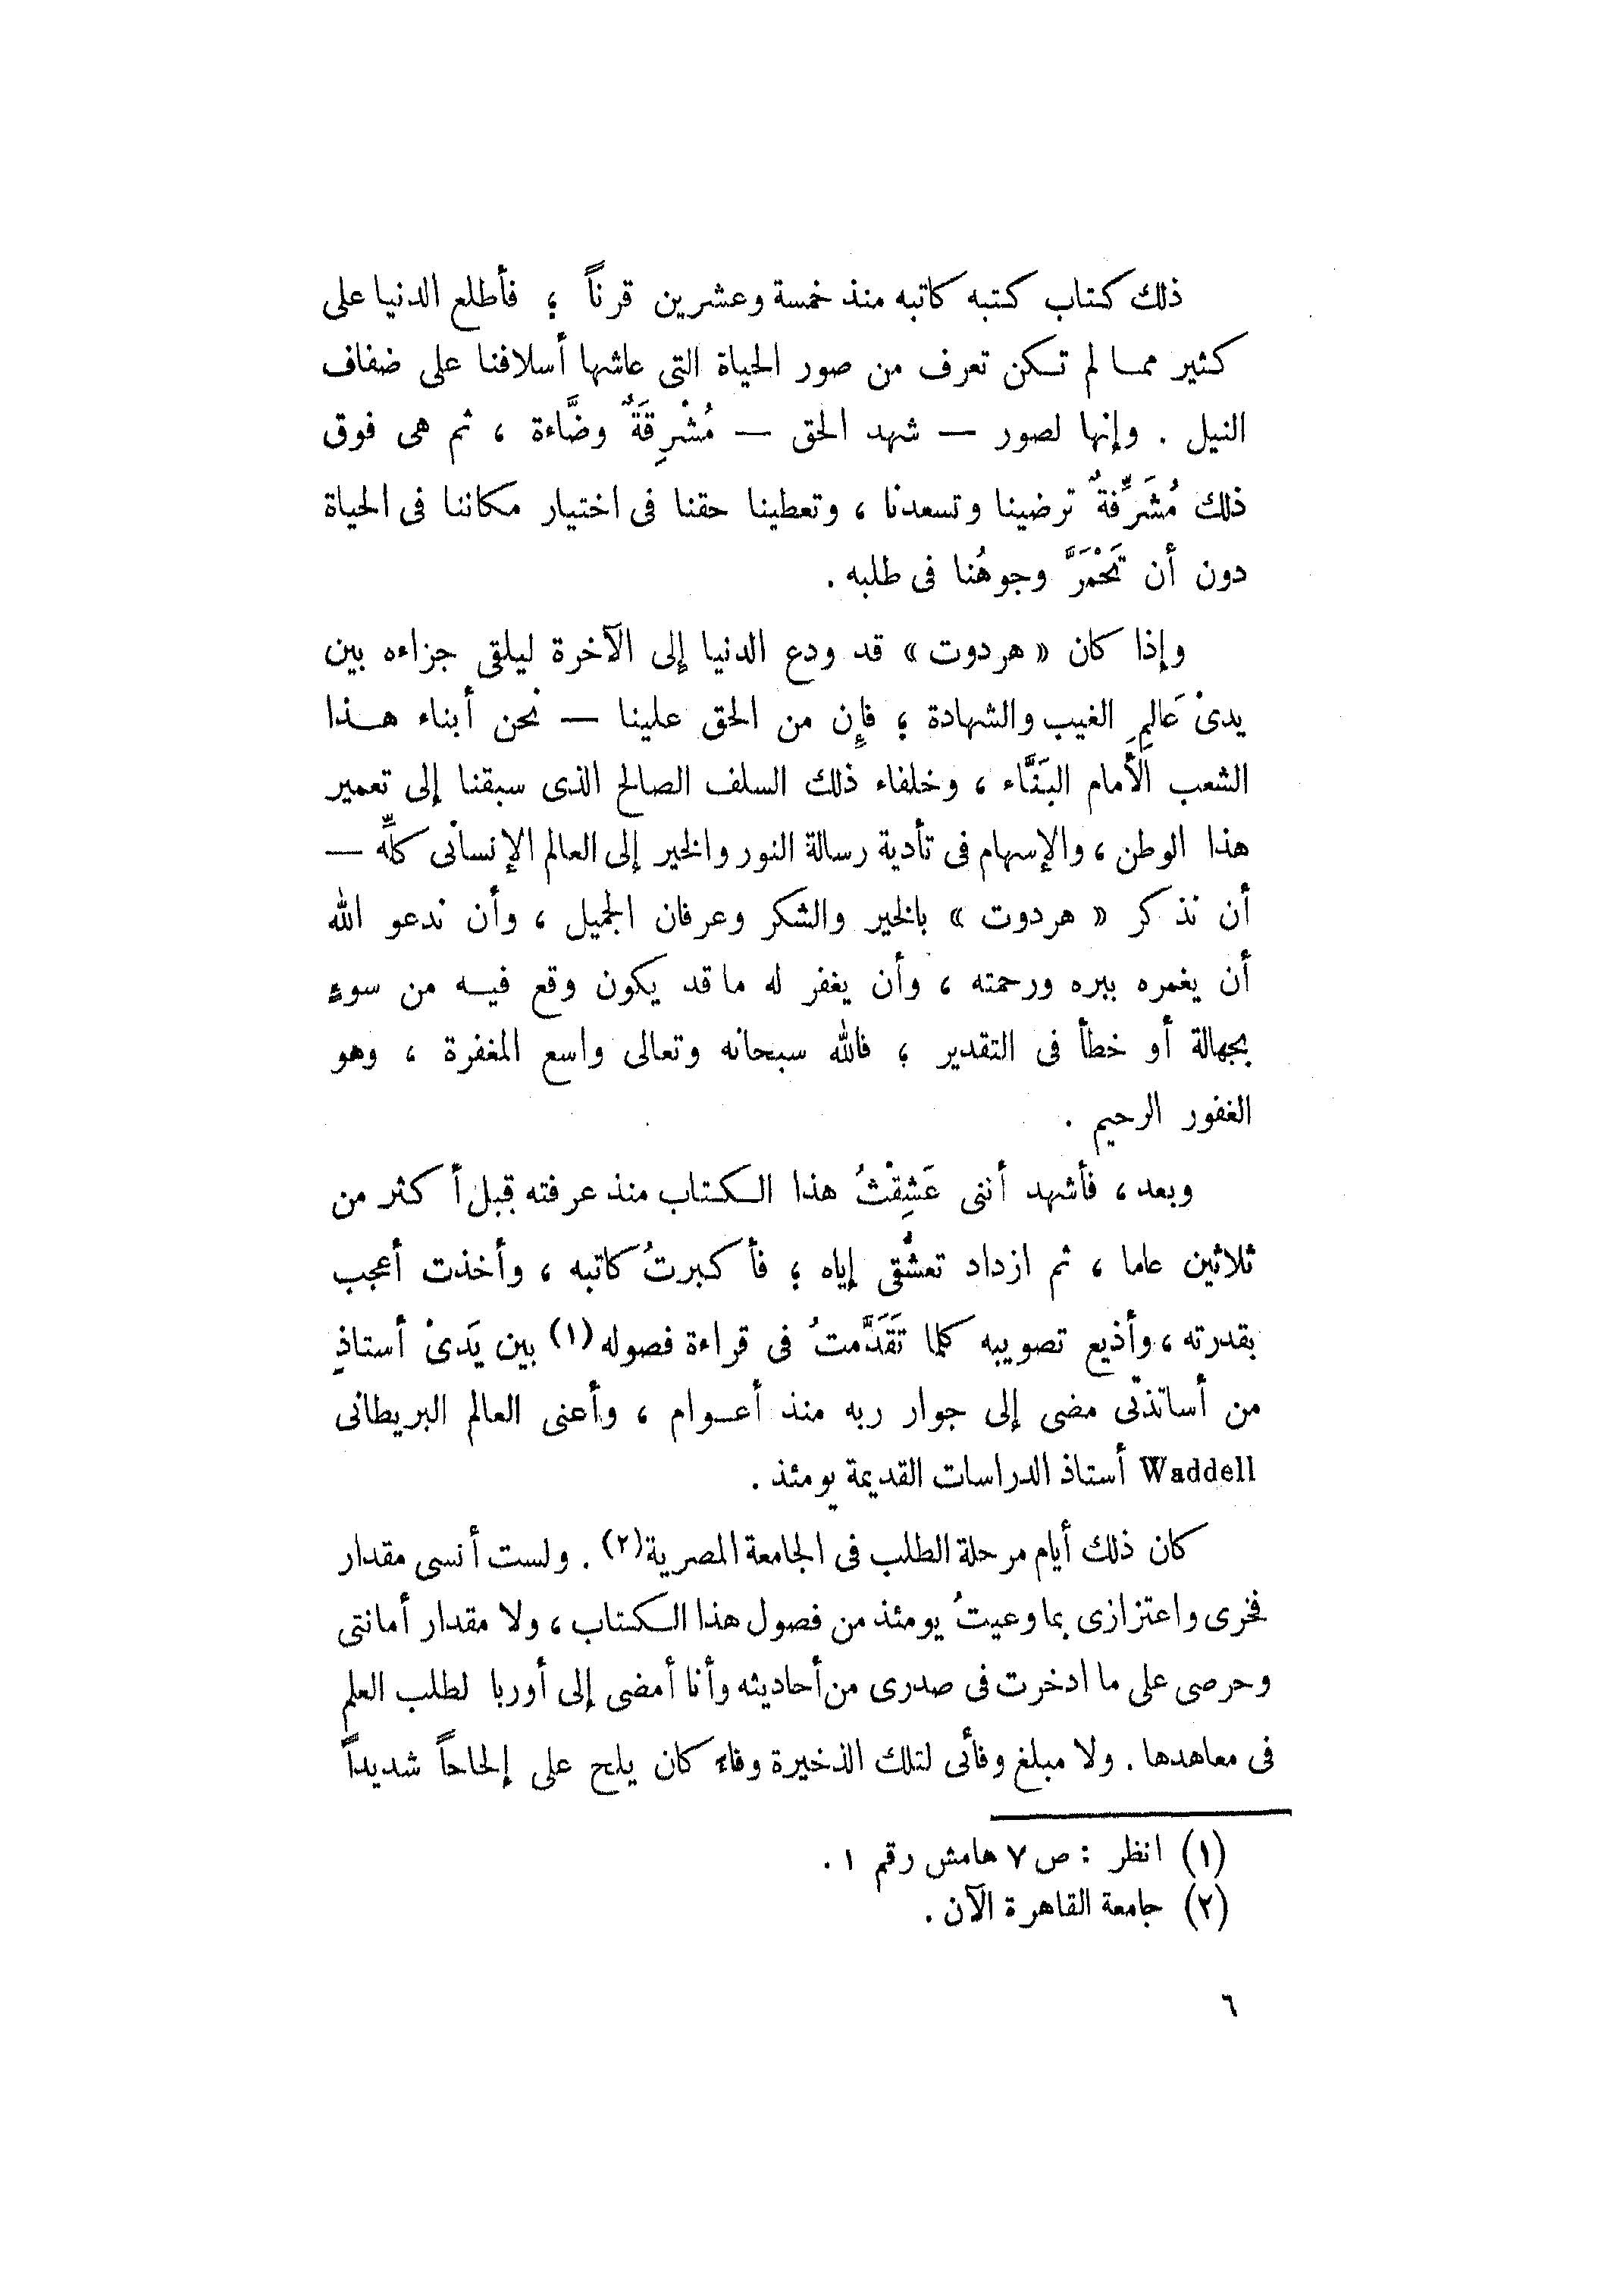 ذلك كتاب كتبه كاتبه منذ خمسة وعشرين قرناً ؛ فأطلع الدنيا على
كثير مما لم تكن تعرف من صور الحياة التى عاشها أسلافنا على ضفاف
النيل . وإنها لصور — شهد الحق — مُشْرِقَةٌ وضَّاءة ، ثم هى فوق
ذلك مُشَرِّفةٌ ترضينا وتسعدنا ، وتعطينا حقنا فى اختيار مكاننا فى الحياة
دون أن تَحْمَرَّ وجوهُنا فى طلبه .
وإذا كان « هردوت » قد ودع الدنيا إلى الآخرة ليلقى جزاءه بين
يدىْ عَالِمِ الغيب والشهادة ؛ فإن من الحق علينا — نحن أبناء هذا
الشعب الأَمام البَنَّاء ، وخلفاء ذلك السلف الصالح الذى سبقنا إلى تعمير
هذا الوطن ، والإسهام فى تأدية رسالة النور والخير إلى العالم الإنسانى كلِّه —
أن نذكر « هردوت » بالخير والشكر وعرفان الجميل ، وأن ندعو الله
أن يغمره ببره ورحمته ، وأن يغفر له ما قد يكون وقع فيه من سوء
بجهالة أو خطأ فى التقدير ؛ فالله سبحانه وتعالى واسع المغفرة ، وهو
الغفور الرحيم .
وبعد ، فأشهد أننى عَشِقْتُ هذا الكتاب منذ عرفته قبل أكثر من
ثلاثين عاما ، ثم ازداد تعشُّقى إياه ؛ فأكبرتُ كاتبه ، وأخذت أعجب
بقدرته ، وأذيع تصويبه كلما تَقَدَّمتُ فى قراءة فصوله (١) بين يَدىْ أستاذٍ
من أساتذتى مضى إلى جوار ربه منذ أعوام ، وأعنى العالم البريطانى
Waddell أستاذ الدراسات القديمة يومئذ .
كان ذلك أيام مرحلة الطلب فى الجامعة المصرية (٢) . ولست أنسى مقدار
فخرى واعتزازى بما وعيتُ يومئذ من فصول هذا الكتاب ، ولا مقدار أمانتى
وحرصى على ما ادخرت فى صدرى من أحاديثه وأنا أمضى إلى أوربا لطلب العلم
فى معاهدها . ولا مبلغ وفائى لتلك الذخيرة وفاء كان يلح على إلحاحاً شديداً
(١) انظر : ص ٧ هامش رقم ١ .
(٢) جامعة القاهرة الآن .
٦